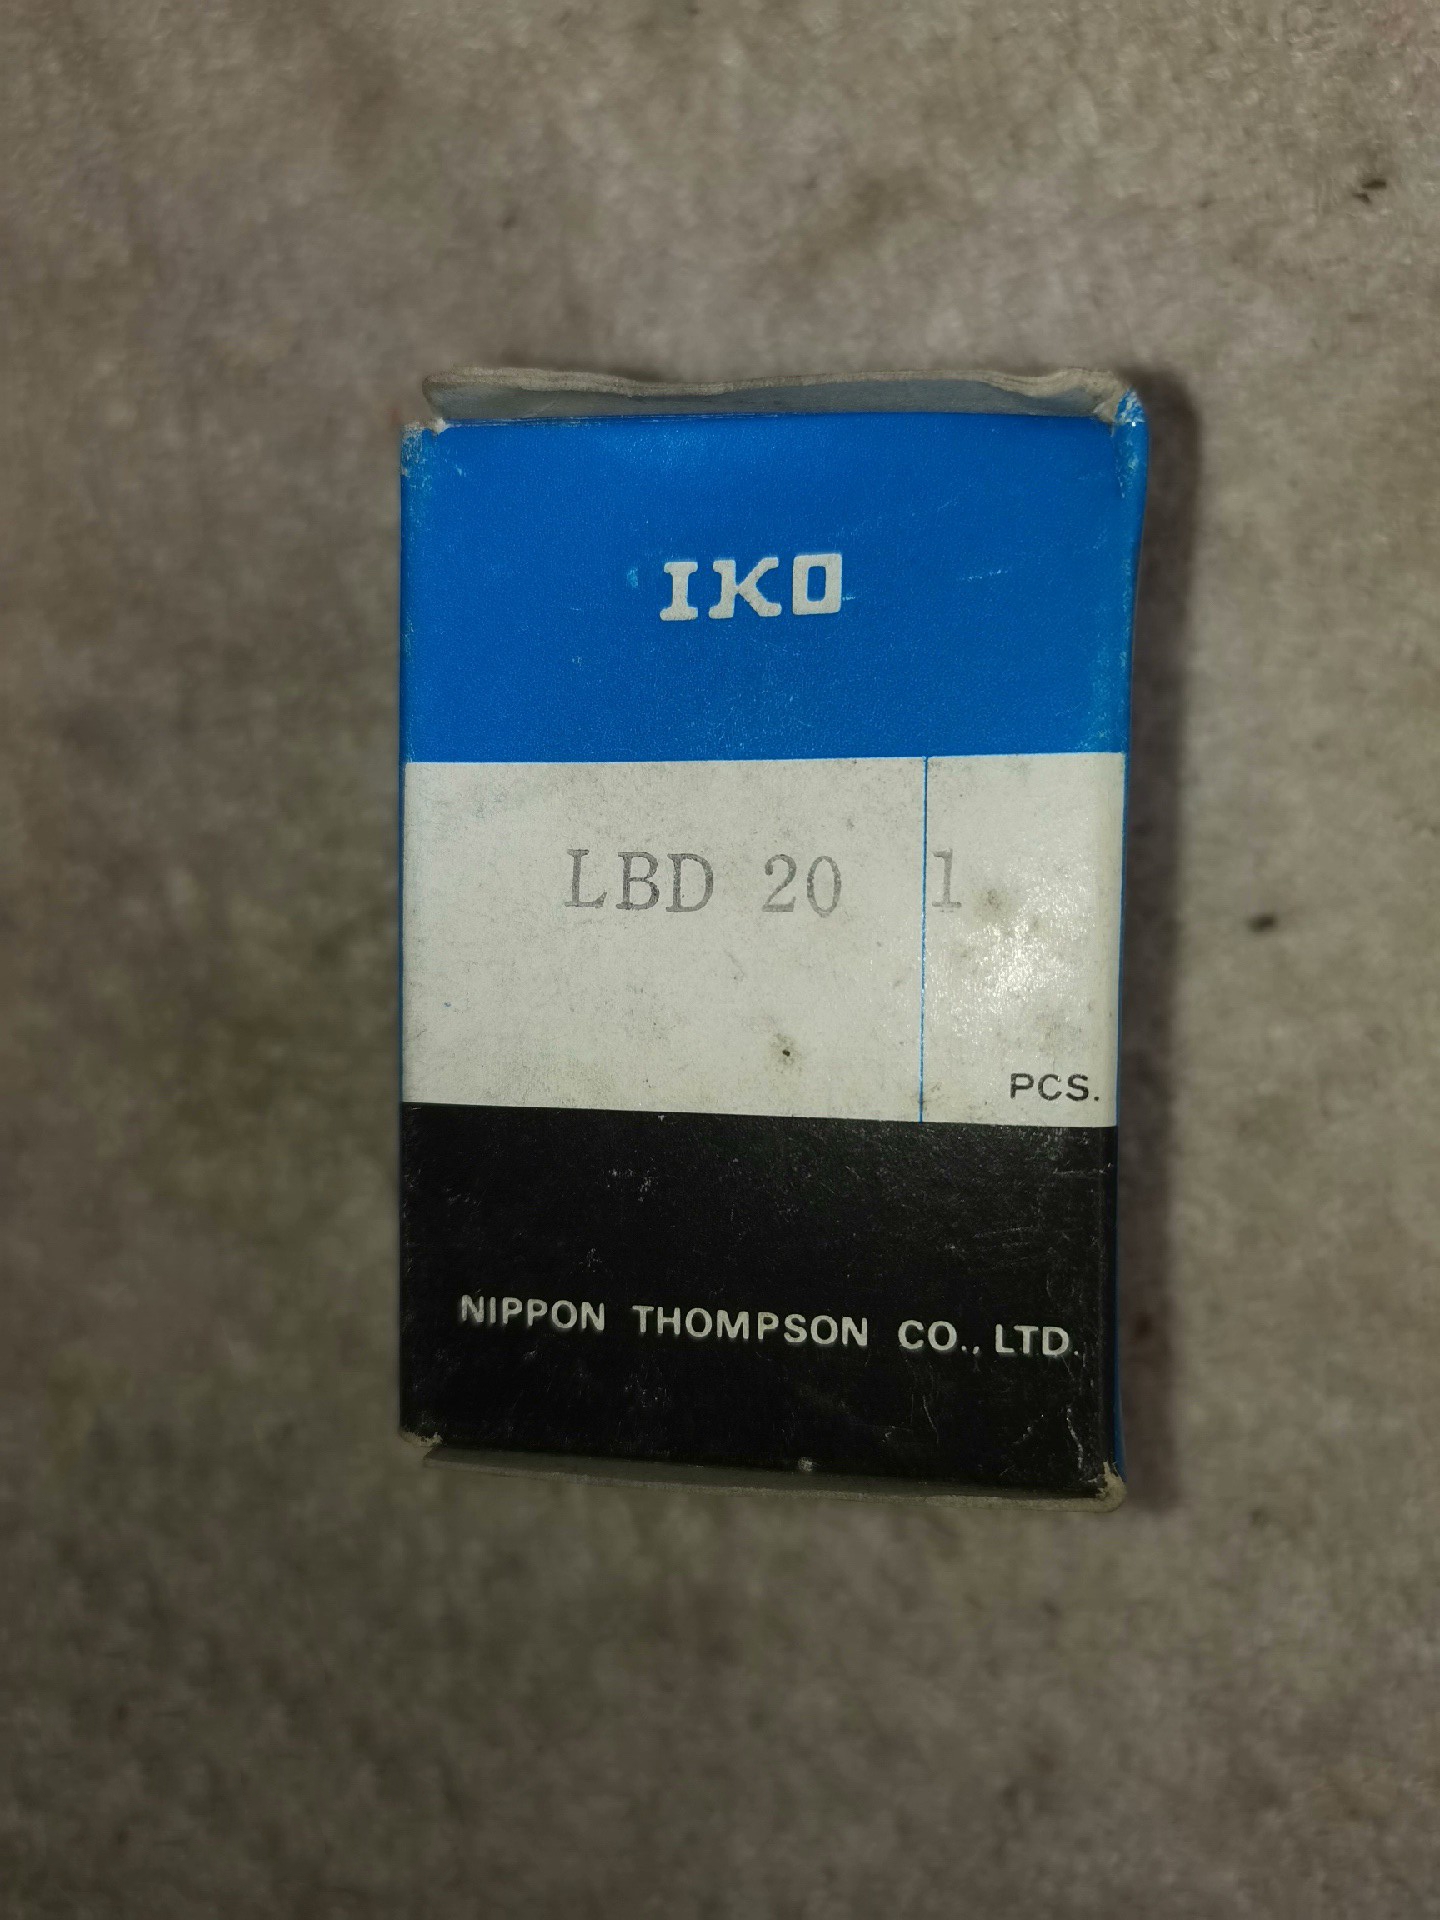 IKO
LBD 20 1
PCS.
NIPPON THOMPSON CO., LTD.